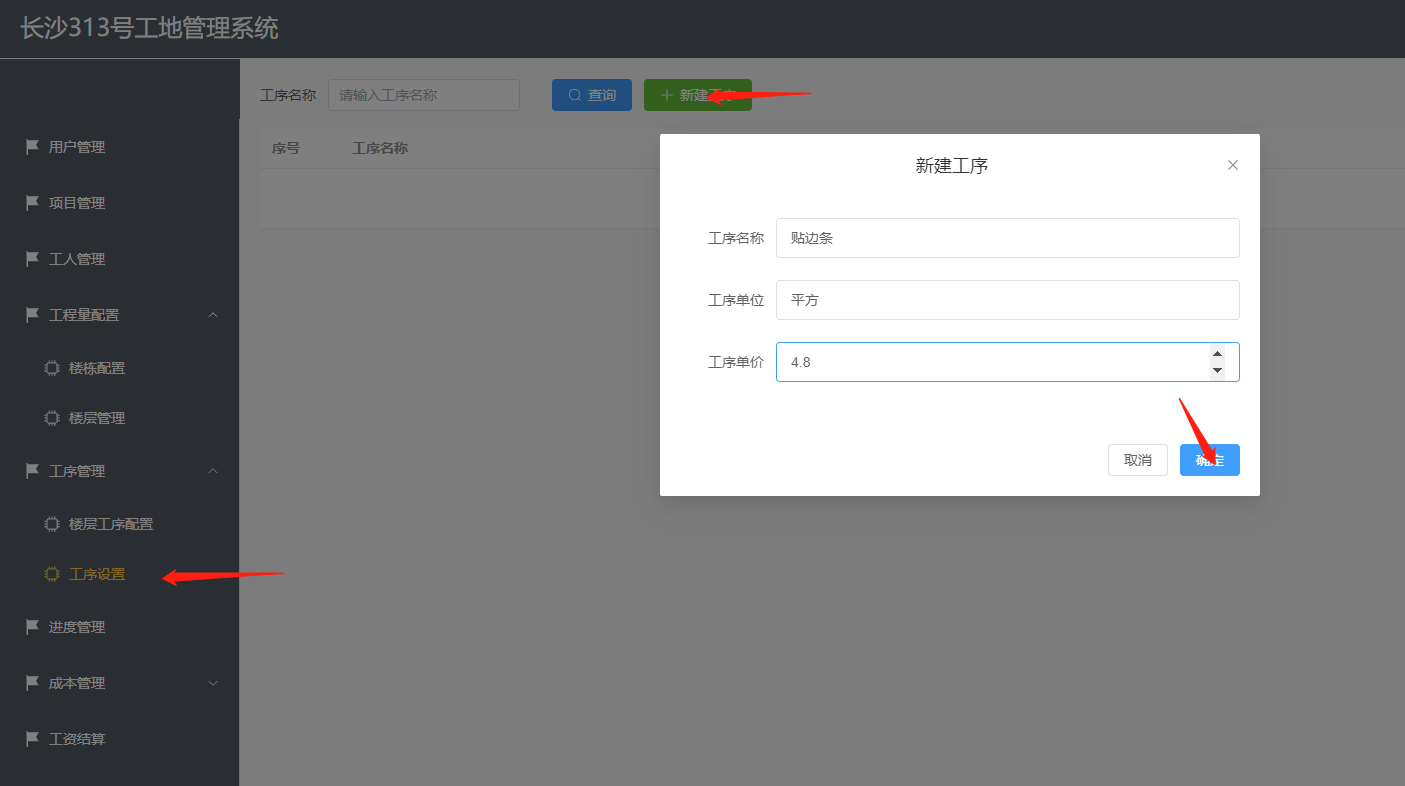 长沙313号工地管理系统
工序名称 请输入工序名称 查询 新建工序
序号 工序名称
用户管理
项目管理
工人管理
工程量配置
楼栋配置
楼层管理
工序管理
楼层工序配置
工序设置
进度管理
成本管理
工资结算
新建工序
工序名称 贴边条
工序单位 平方
工序单价 4.8
取消 确定